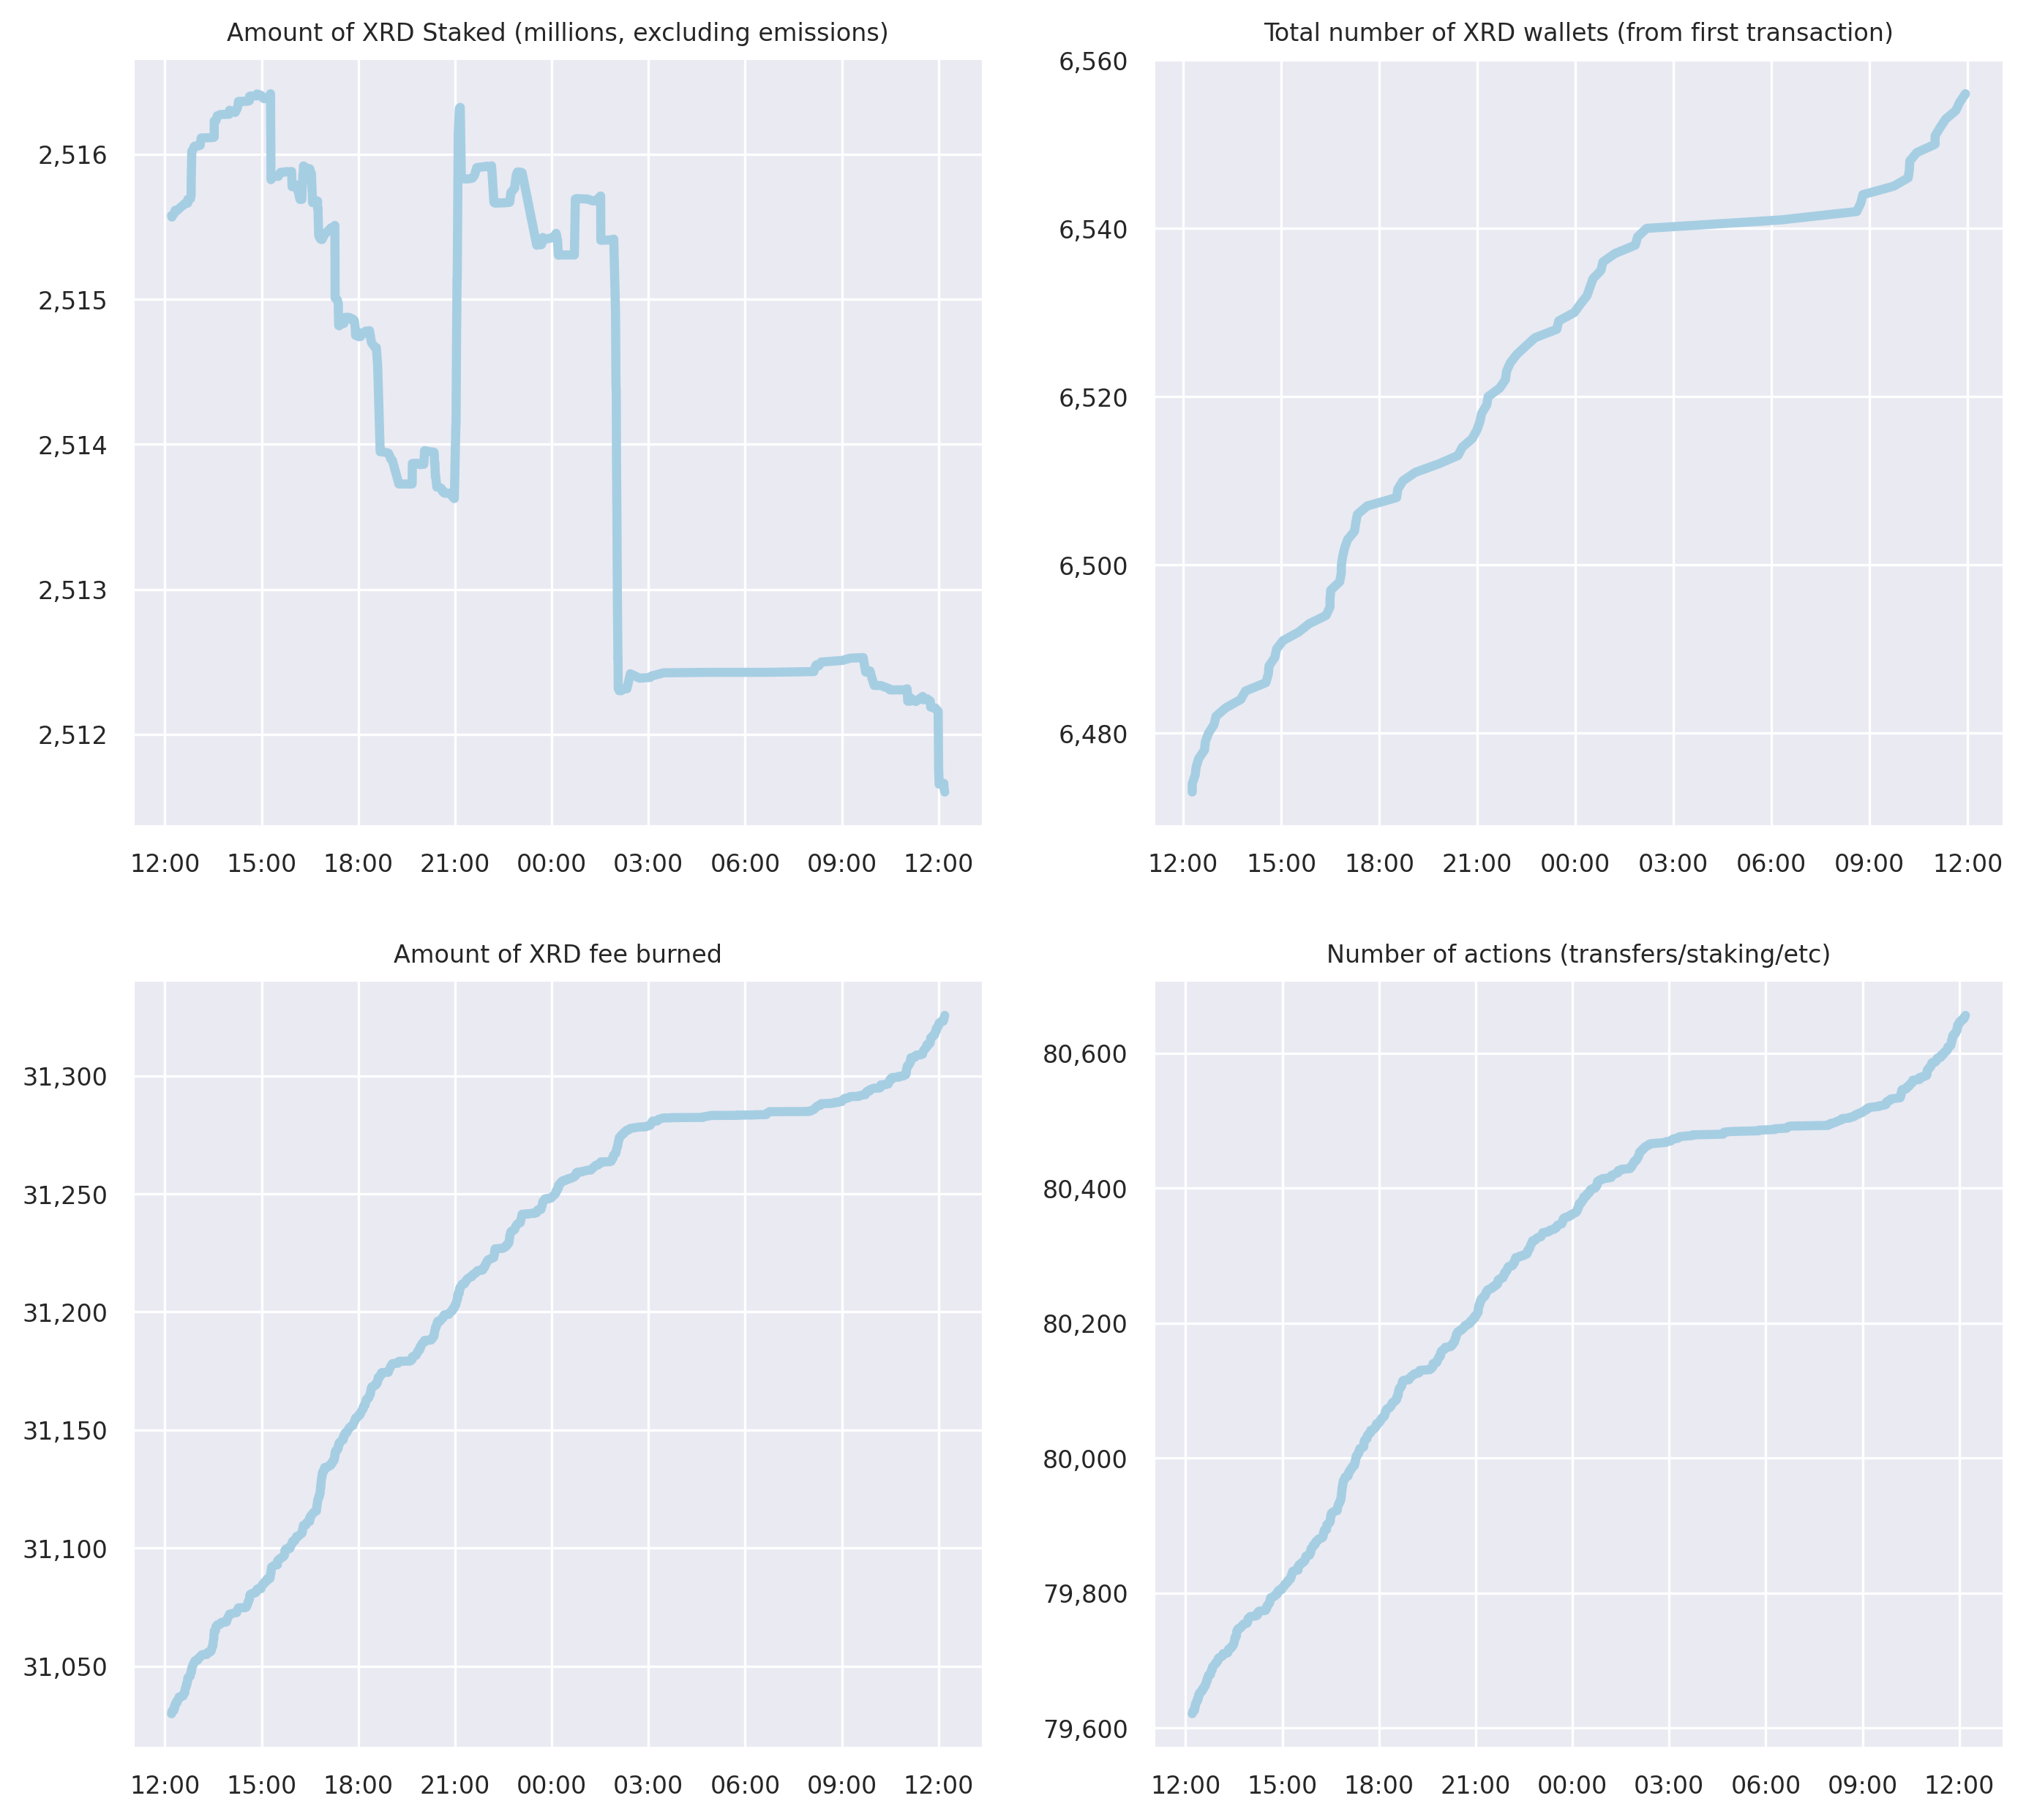 Amount of XRD Staked (millions, excluding emissions)
2,516
2,515
2,514
2,513
2,512
12:00 15:00 18:00 21:00 00:00 03:00 06:00 09:00 12:00
Total number of XRD wallets (from first transaction)
6,560
6,540
6,520
6,500
6,480
12:00 15:00 18:00 21:00 00:00 03:00 06:00 09:00 12:00
Amount of XRD fee burned
31,300
31,250
31,200
31,150
31,100
31,050
12:00 15:00 18:00 21:00 00:00 03:00 06:00 09:00 12:00
Number of actions (transfers/staking/etc)
80,600
80,400
80,200
80,000
79,800
79,600
12:00 15:00 18:00 21:00 00:00 03:00 06:00 09:00 12:00